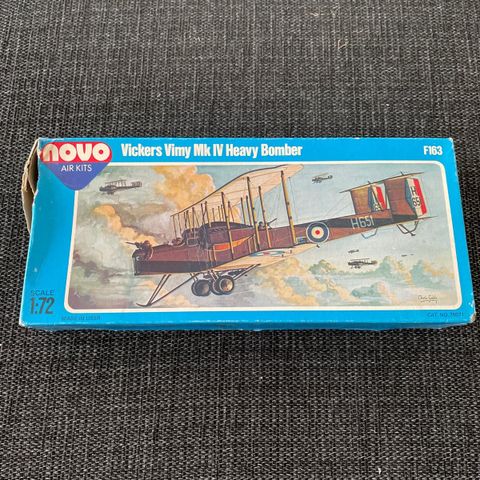 novo
AIR KITS
Vickers Vimy Mk IV Heavy Bomber
F163
H651
SCALE
1:72
MADE IN USSR
CAT. NO.